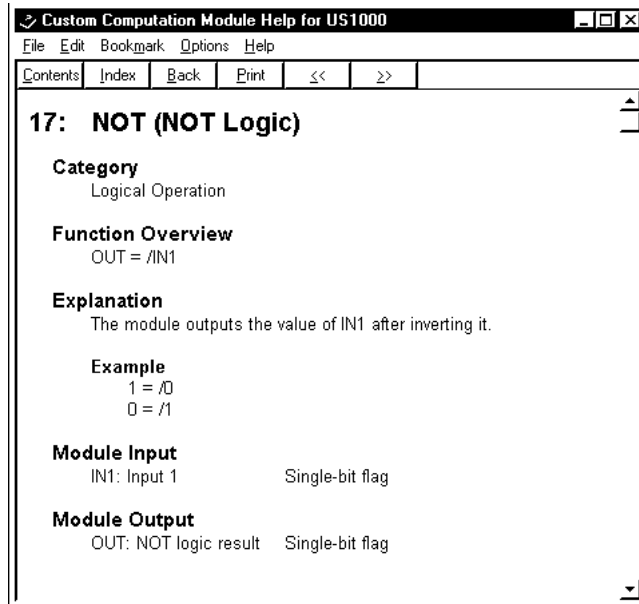 Custom Computation Module Help for US1000
File Edit Bookmark Options Help
Contents Index Back Print << >>
17: NOT (NOT Logic)
Category
Logical Operation
Function Overview
OUT = /IN1
Explanation
The module outputs the value of IN1 after inverting it.
Example
1 = /0
0 = /1
Module Input
IN1: Input 1 Single-bit flag
Module Output
OUT: NOT logic result Single-bit flag